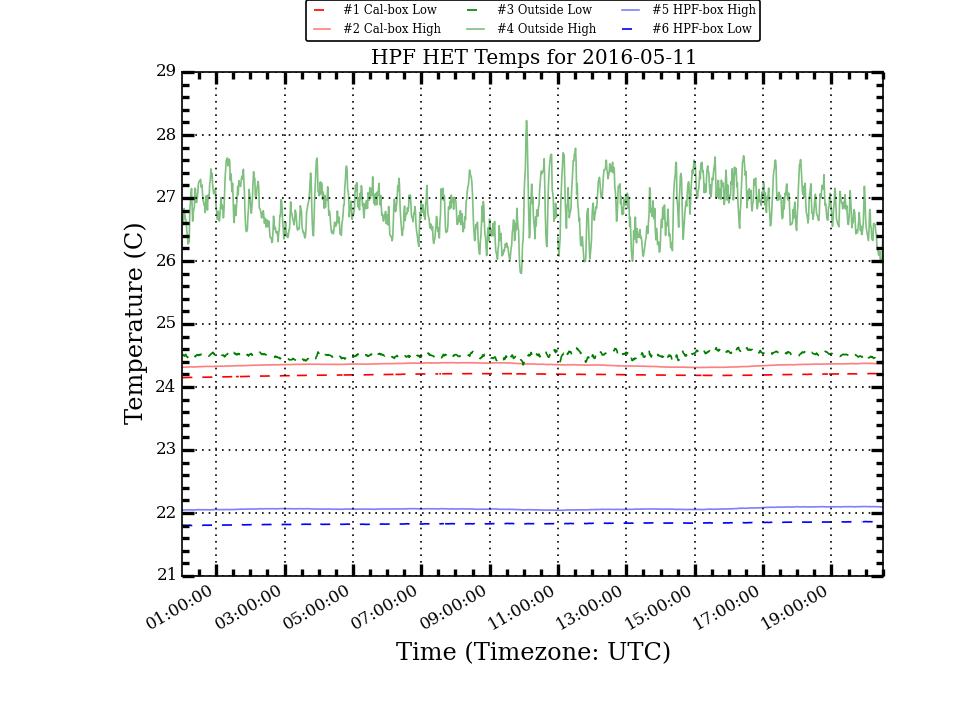 #1 Cal-box Low #3 Outside Low #5 HPF-box High
#2 Cal-box High #4 Outside High #6 HPF-box Low
HPF HET Temps for 2016-05-11
29
28
27
26
25
24
23
22
21
Temperature (C)
01:00:00 03:00:00 05:00:00 07:00:00 09:00:00 11:00:00 13:00:00 15:00:00 17:00:00 19:00:00
Time (Timezone: UTC)